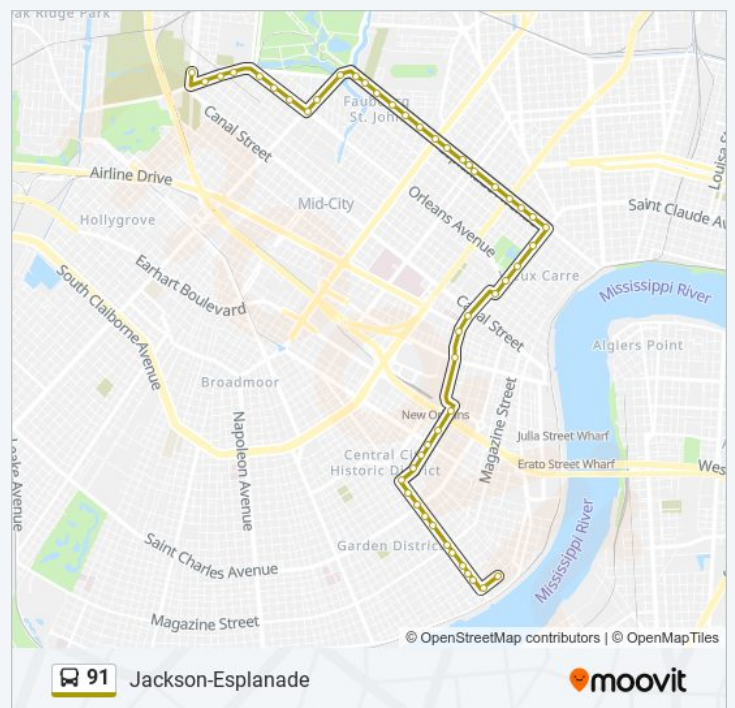 ak Ridge Park
Faubourg
St. John
Canal Street
Airline Drive
Mid-City
Orleans Avenue
Louisa S
Saint Claude Av
Hollygrove
Earhart Boulevard
Vieux Carre
Mississippi River
South Claiborne Avenue
Canal Street
Algiers Point
Broadmoor
Magazine Street
New Orleans
Napoleon Avenue
Julia Street Wharf
Central City
Historic District
Erato Street Wharf
Wes
Leake Avenue
Mississippi River
Garden District
Saint Charles Avenue
Magazine Street
© OpenStreetMap contributors | © OpenMapTiles
91 Jackson-Esplanade
moovit